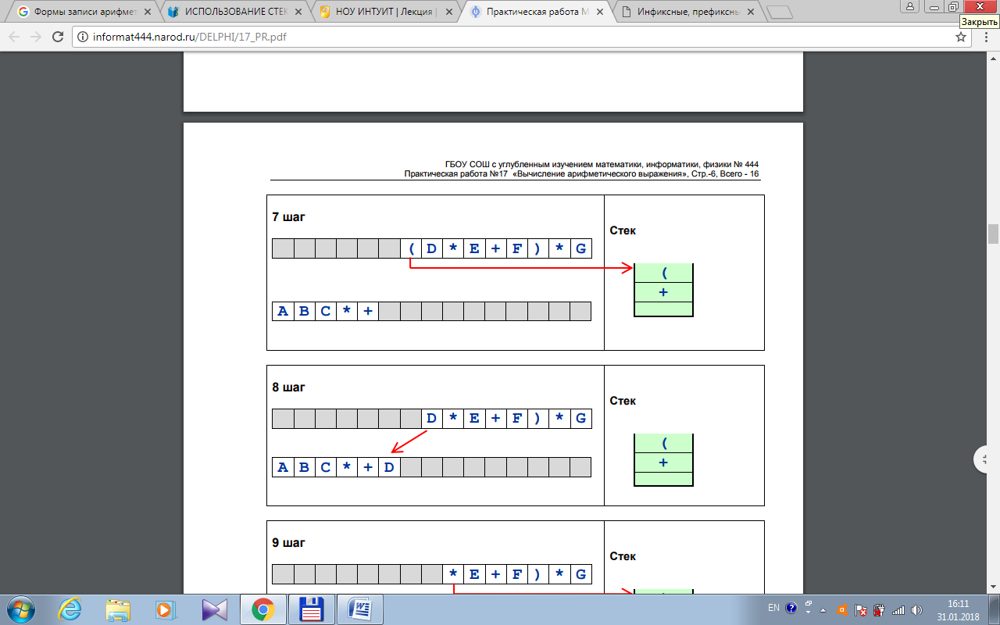 Формы записи арифмет
ИСПОЛЬЗОВАНИЕ СТЕК
НОУ ИНТУИТ | Лекция |
Практическая работа М
Инфиксные, префиксны
Закрыть
informat444.narod.ru/DELPHI/17_PR.pdf
ГБОУ СОШ с углубленным изучением математики, информатики, физики № 444
Практическая работа №17 «Вычисление арифметического выражения», Стр.-6, Всего - 16
7 шаг
Стек
( D * E + F ) * G
(
+
A B C * +
8 шаг
Стек
D * E + F ) * G
(
+
A B C * + D
9 шаг
Стек
* E + F ) * G
EN
16:11
31.01.2018